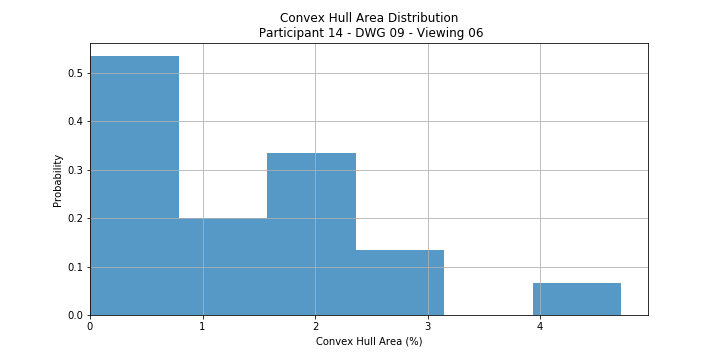 Convex Hull Area Distribution
Participant 14 - DWG 09 - Viewing 06
0.5
0.4
0.3
0.2
0.1
0.0
Probability
0 1 2 3 4
Convex Hull Area (%)